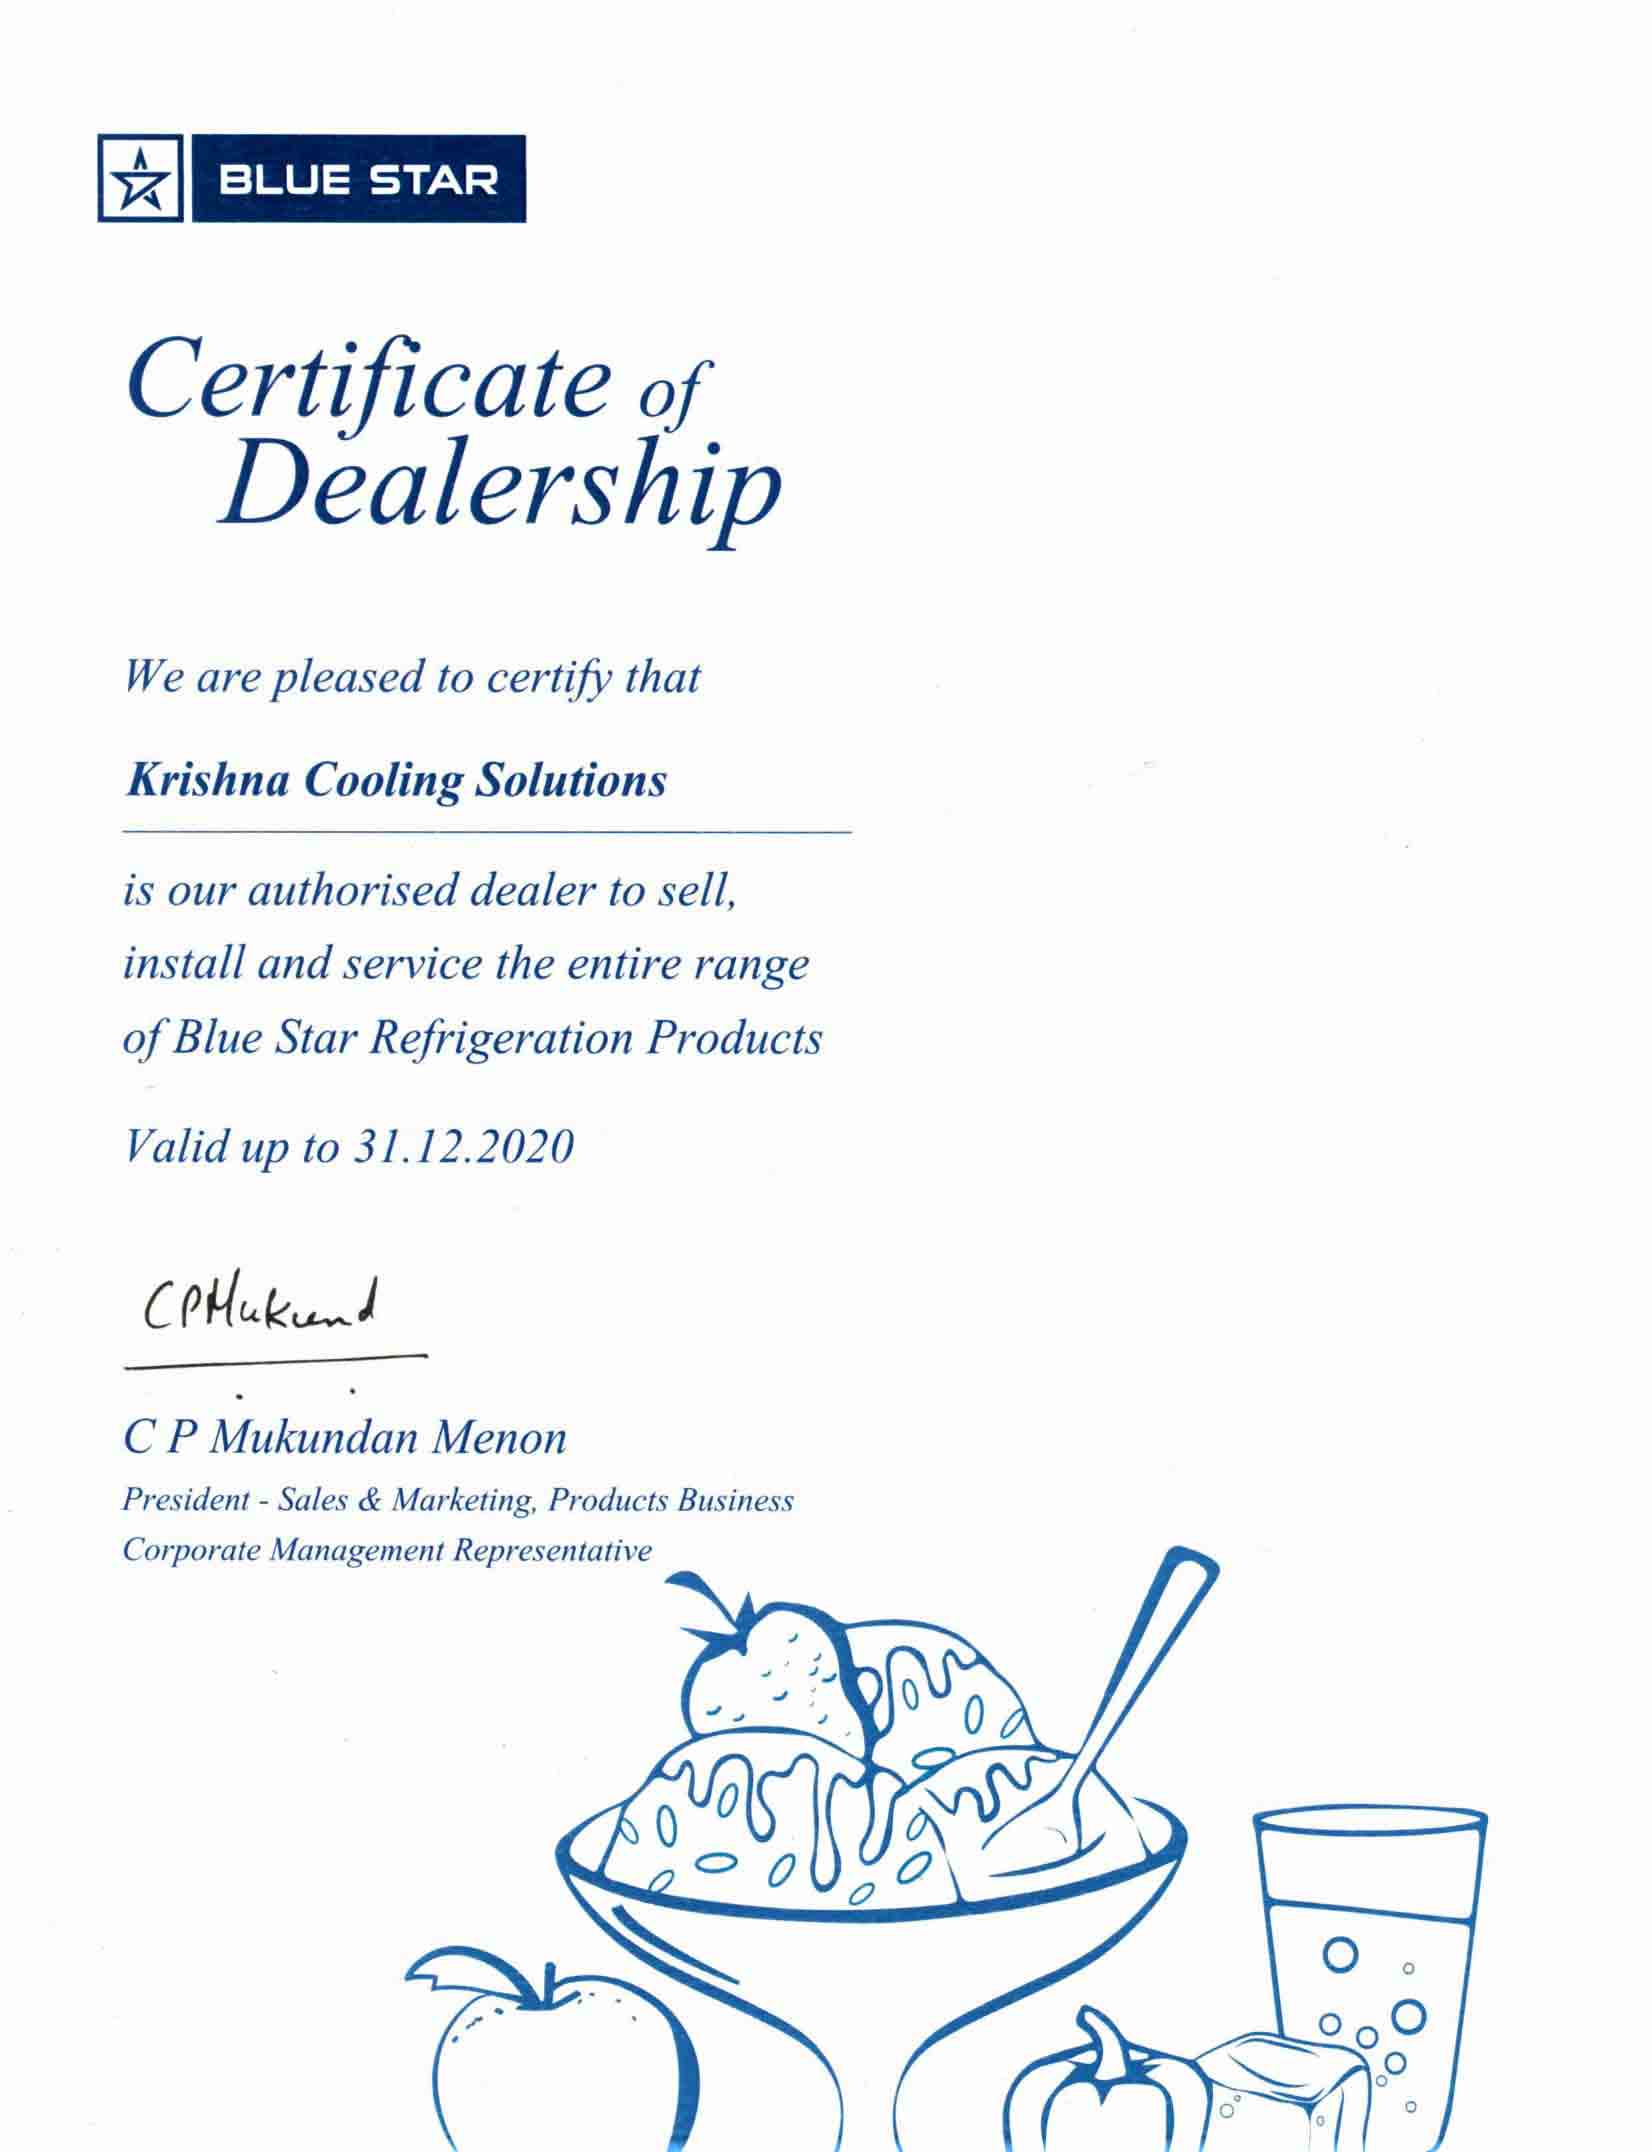 BLUE STAR
Certificate of
Dealership
We are pleased to certify that
Krishna Cooling Solutions
is our authorised dealer to sell,
install and service the entire range
of Blue Star Refrigeration Products
Valid up to 31.12.2020
CPMukund
C P Mukundan Menon
President - Sales & Marketing, Products Business
Corporate Management Representative